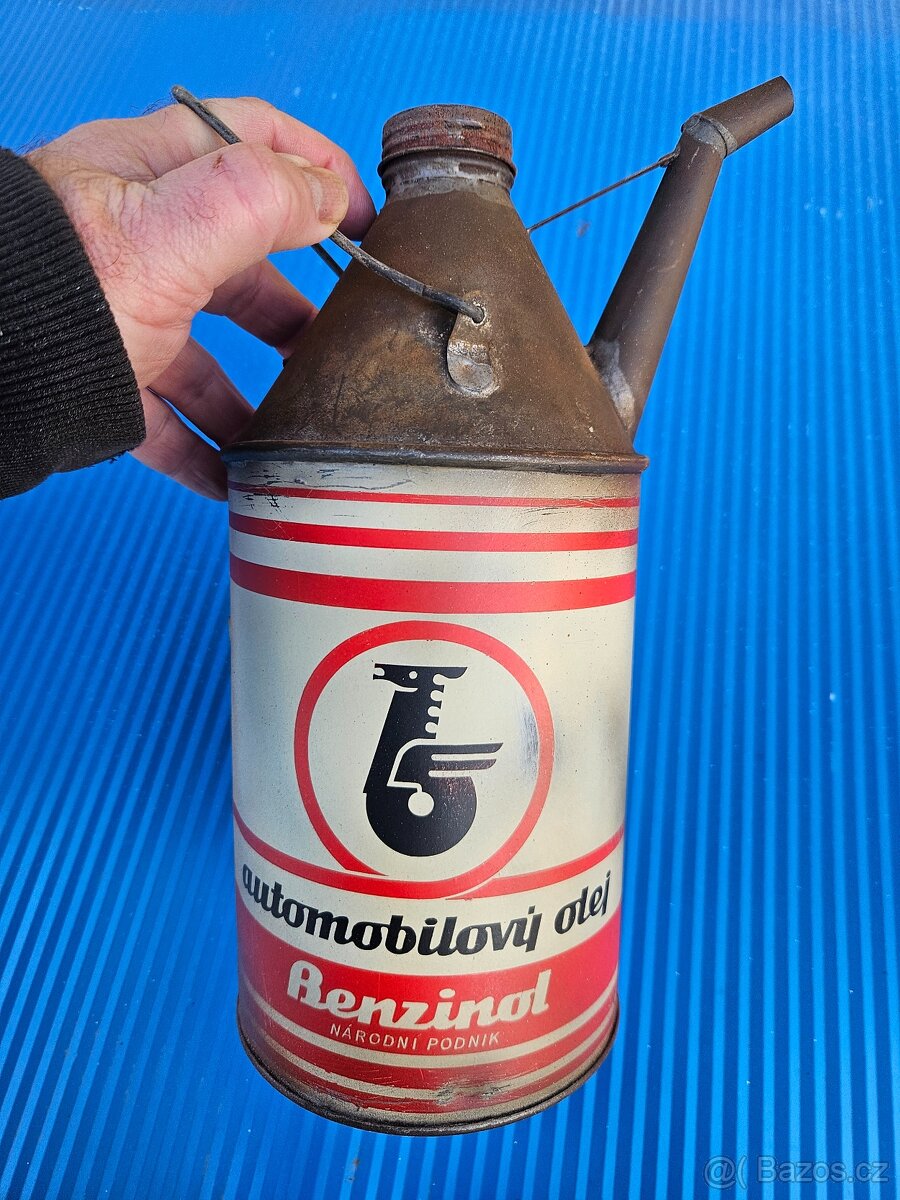 automobilový olej
Benzinol
NÁRODNÍ PODNIK
@( Bazos.cz